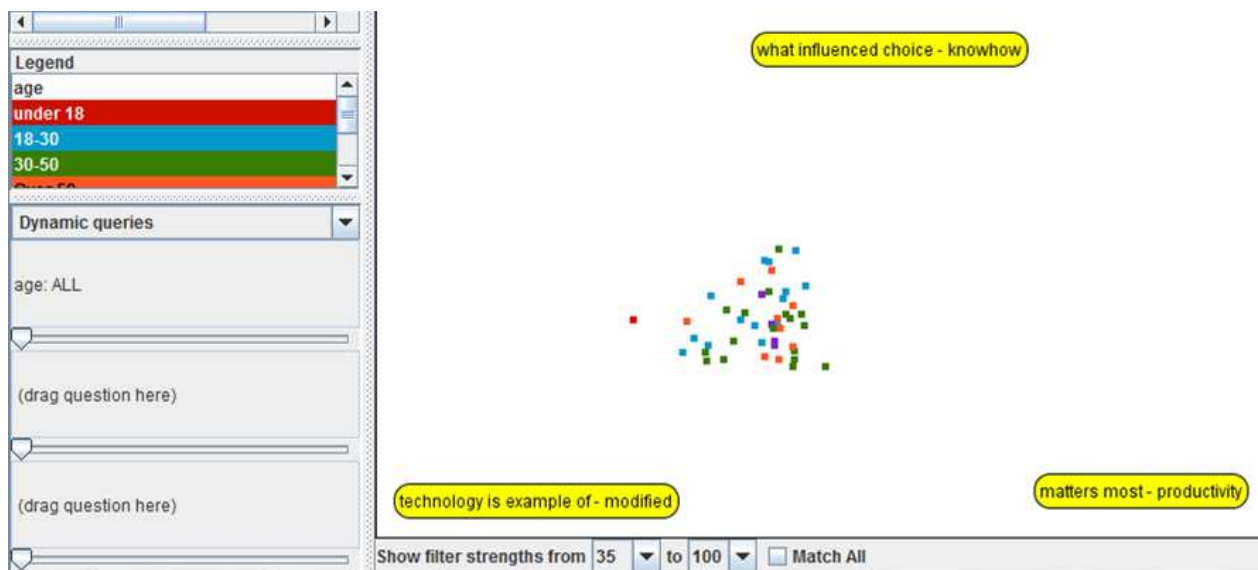 Legend
age
under 18
18-30
30-50
Over 50
Dynamic queries
age: ALL
(drag question here)
(drag question here)
what influenced choice - knowhow
technology is example of - modified
matters most - productivity
Show filter strengths from 35 to 100 Match All